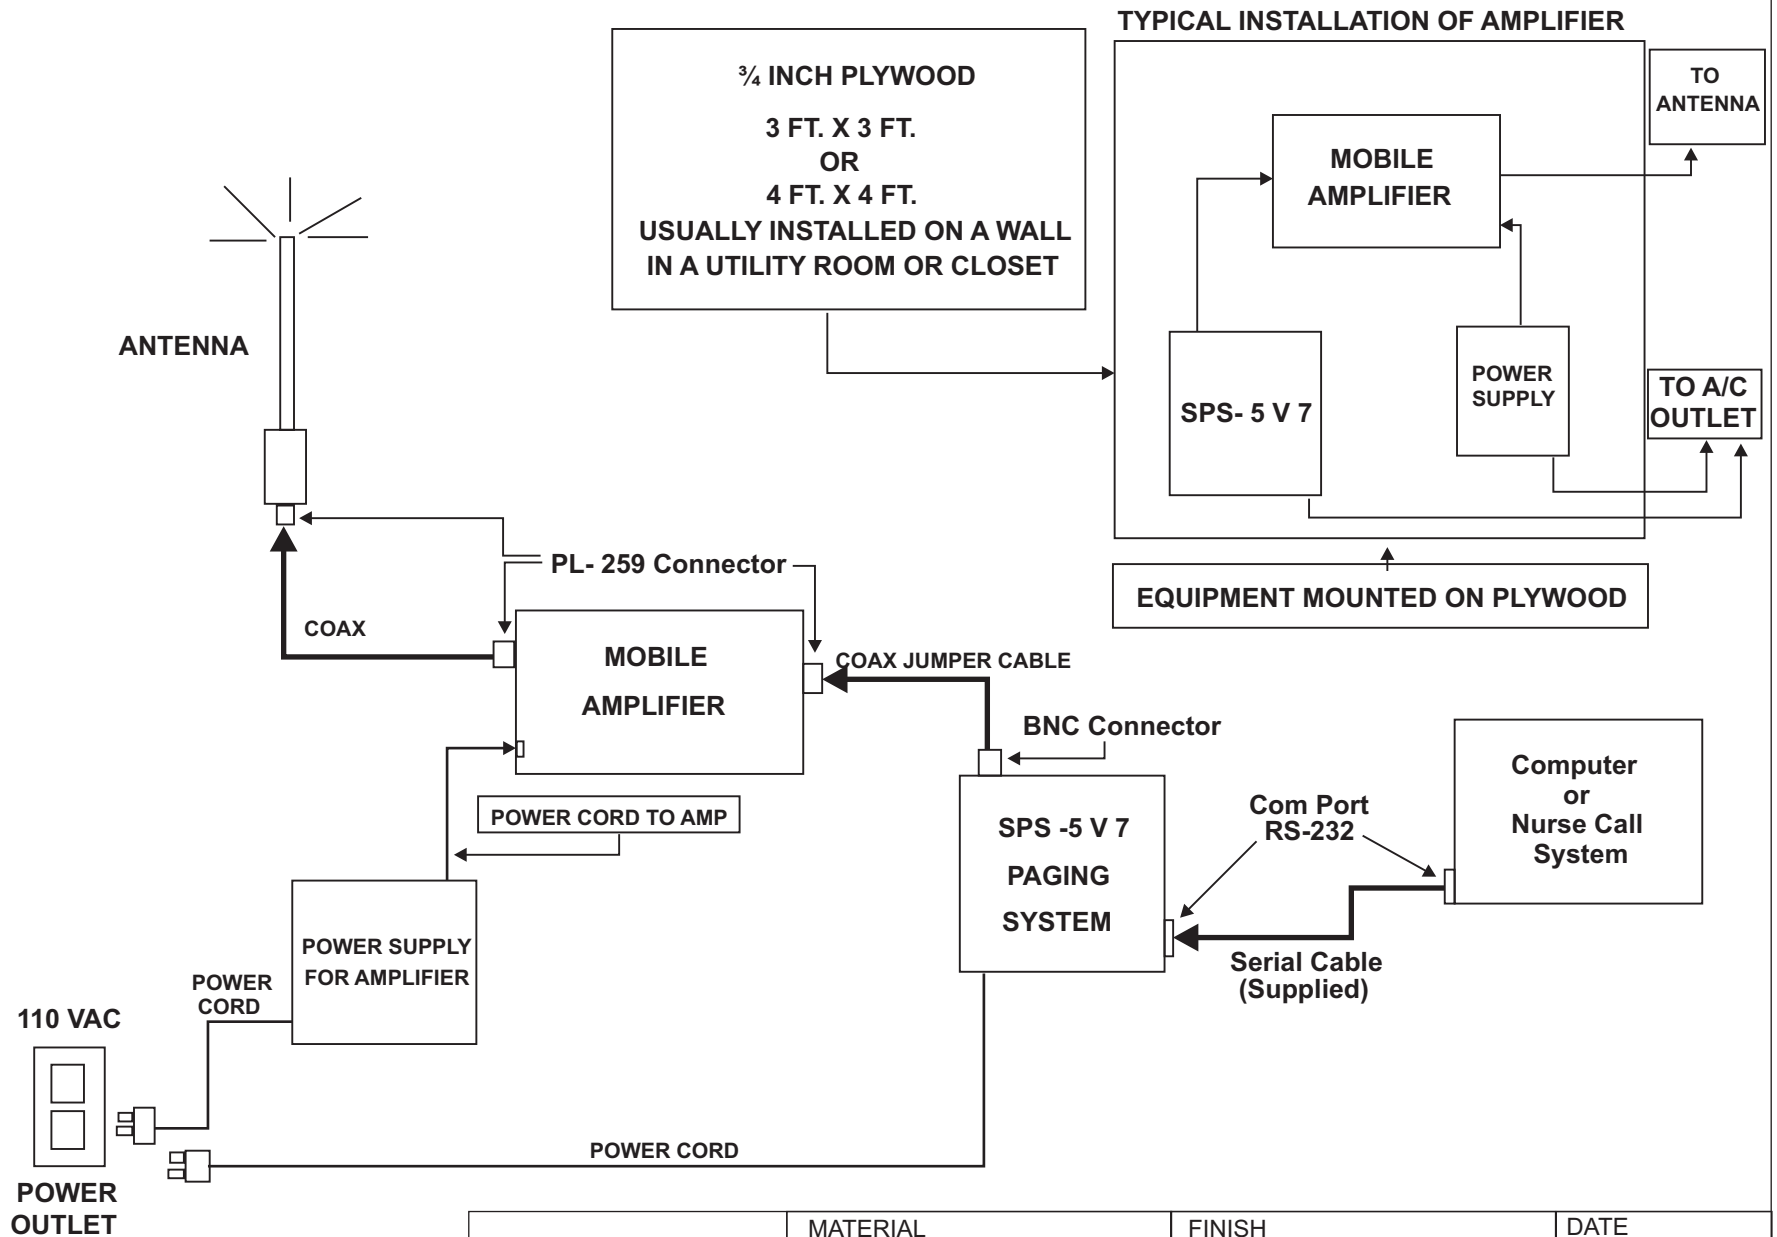 TYPICAL INSTALLATION OF AMPLIFIER
¾ INCH PLYWOOD
3 FT. X 3 FT.
OR
4 FT. X 4 FT.
USUALLY INSTALLED ON A WALL
IN A UTILITY ROOM OR CLOSET
TO
ANTENNA
MOBILE
AMPLIFIER
SPS- 5 V 7
POWER
SUPPLY
TO A/C
OUTLET
EQUIPMENT MOUNTED ON PLYWOOD
ANTENNA
PL- 259 Connector
COAX
MOBILE
AMPLIFIER
COAX JUMPER CABLE
BNC Connector
POWER CORD TO AMP
SPS -5 V 7
PAGING
SYSTEM
Com Port
RS-232
Computer
or
Nurse Call
System
Serial Cable
(Supplied)
POWER SUPPLY
FOR AMPLIFIER
POWER
CORD
110 VAC
POWER CORD
POWER
OUTLET
MATERIAL
FINISH
DATE